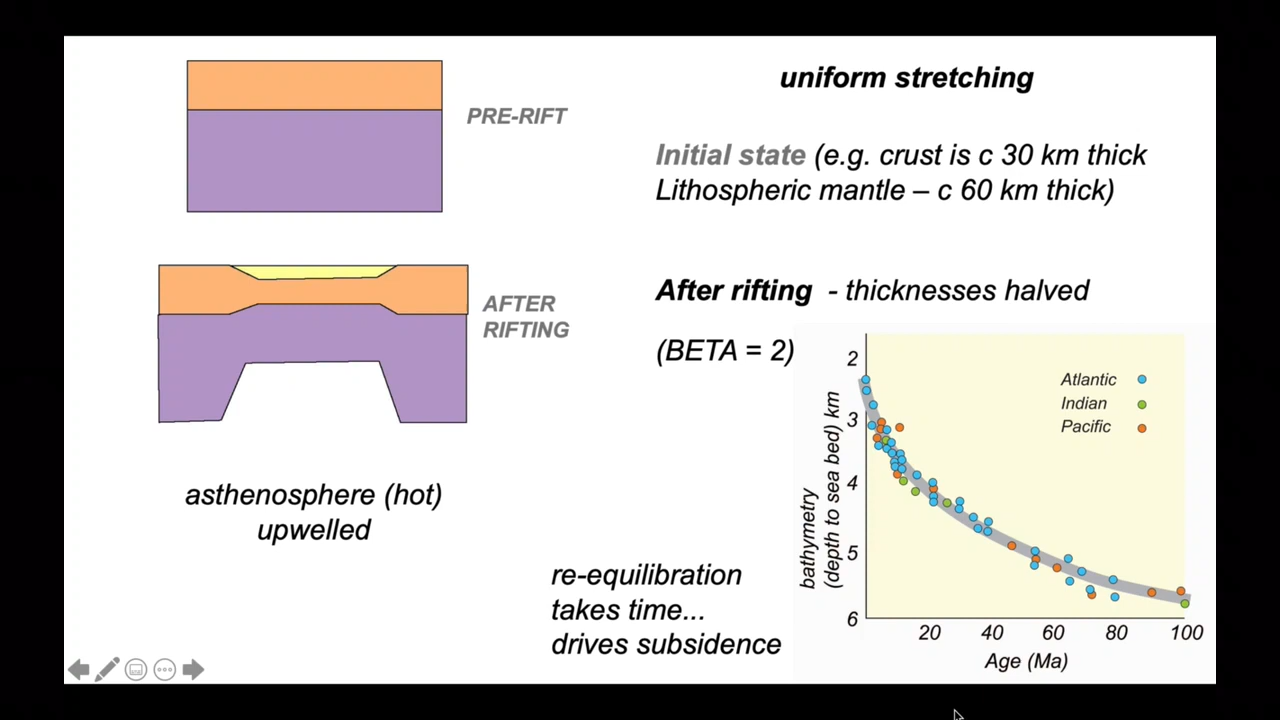 uniform stretching
PRE-RIFT
Initial state (e.g. crust is c 30 km thick
Lithospheric mantle – c 60 km thick)
AFTER
RIFTING
After rifting - thicknesses halved
(BETA = 2)
asthenosphere (hot)
upwelled
re-equilibration
takes time...
drives subsidence
bathymetry
(depth to sea bed) km
2
3
4
5
6
Atlantic
Indian
Pacific
20 40 60 80 100
Age (Ma)